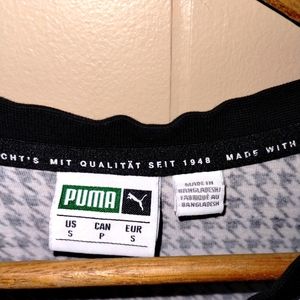 CHT'S MIT QUALITÄT SEIT 1948 MADE WITH
PUMA
US CAN EUR
S P S
MADE IN
BANGLADESH/
FABRIQUÉ AU
BANGLADESH